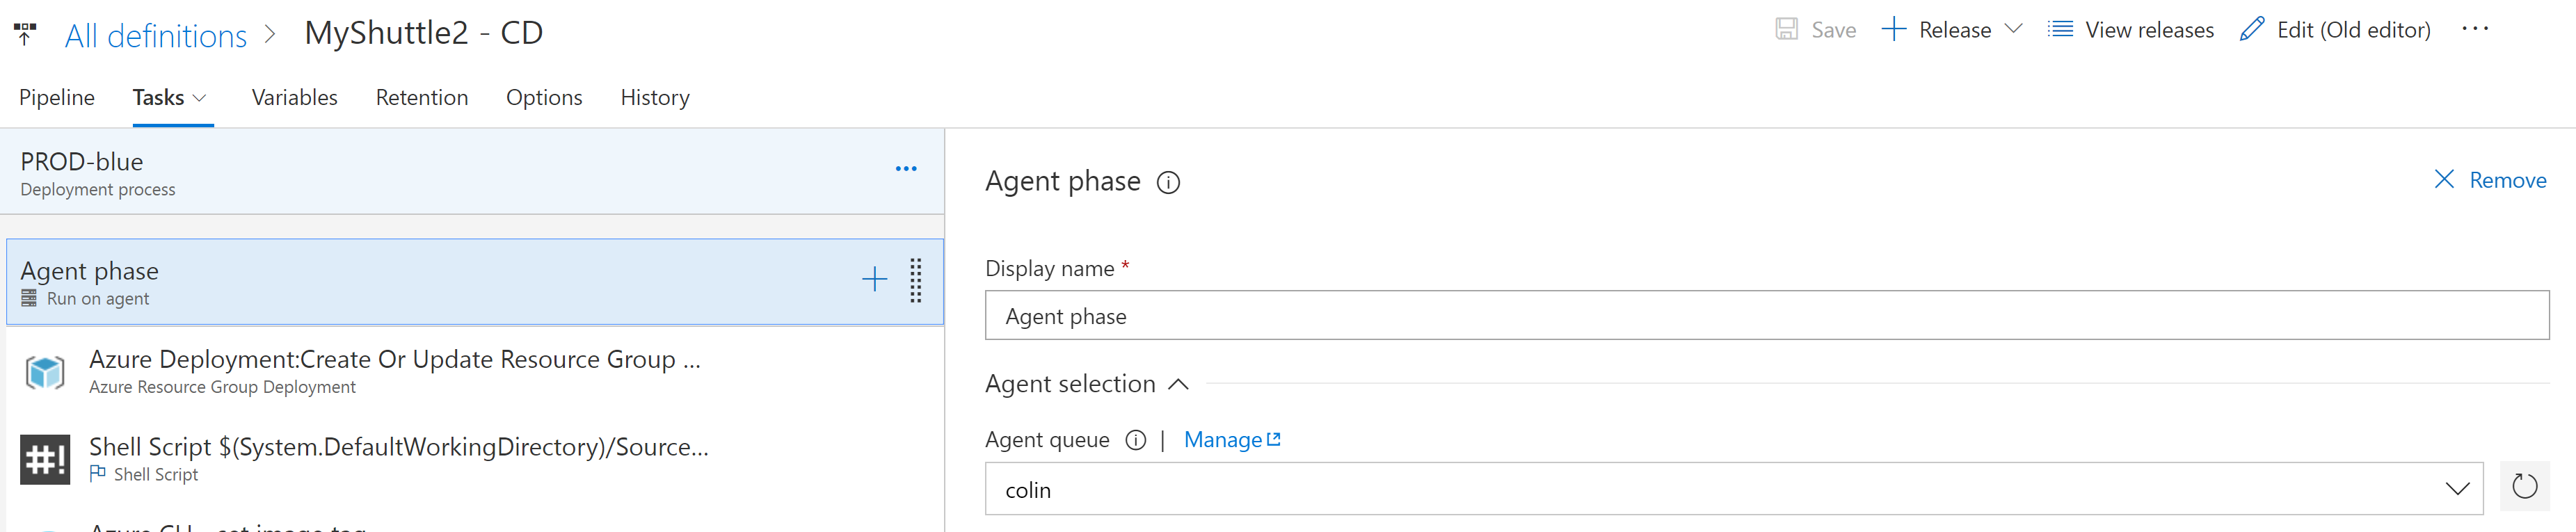 All definitions > MyShuttle2 - CD
Save Release View releases Edit (Old editor) ...
Pipeline Tasks Variables Retention Options History
PROD-blue
Deployment process
Agent phase
Run on agent
Azure Deployment:Create Or Update Resource Group ...
Azure Resource Group Deployment
#!
Shell Script $(System.DefaultWorkingDirectory)/Source...
Shell Script
Agent phase
Remove
Display name *
Agent phase
Agent selection
Agent queue | Manage
colin